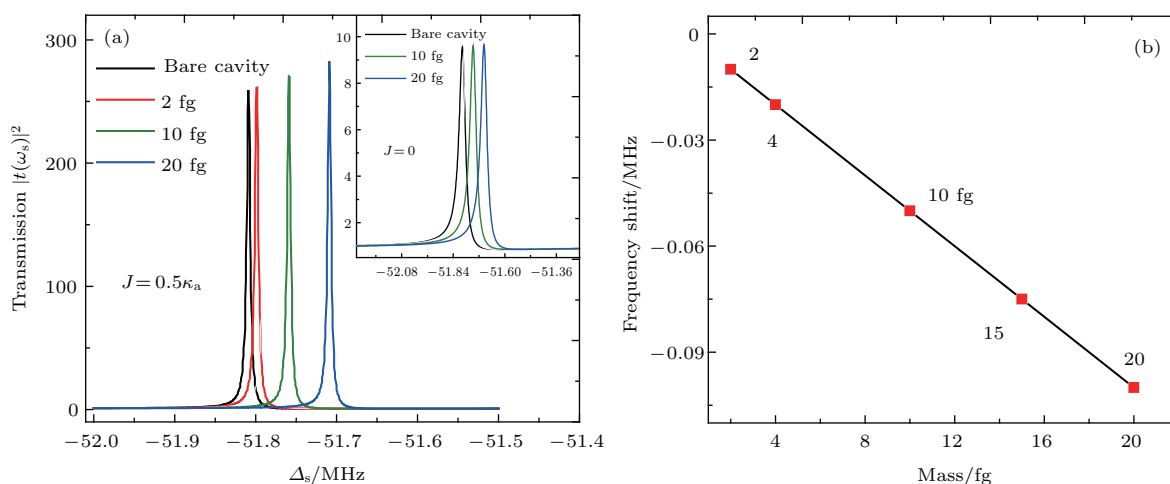 (a)
Transmission |t(ωs)|²
300
200
100
0
Bare cavity
2 fg
10 fg
20 fg
J=0.5κa
−52.0
−51.9
−51.8
−51.7
−51.6
−51.5
−51.4
Δs/MHz
10
8
6
4
2
Bare cavity
10 fg
20 fg
J=0
−52.08
−51.84
−51.60
−51.36
(b)
Frequency shift/MHz
0
−0.03
−0.06
−0.09
2
4
10 fg
15
20
4
8
12
16
20
Mass/fg